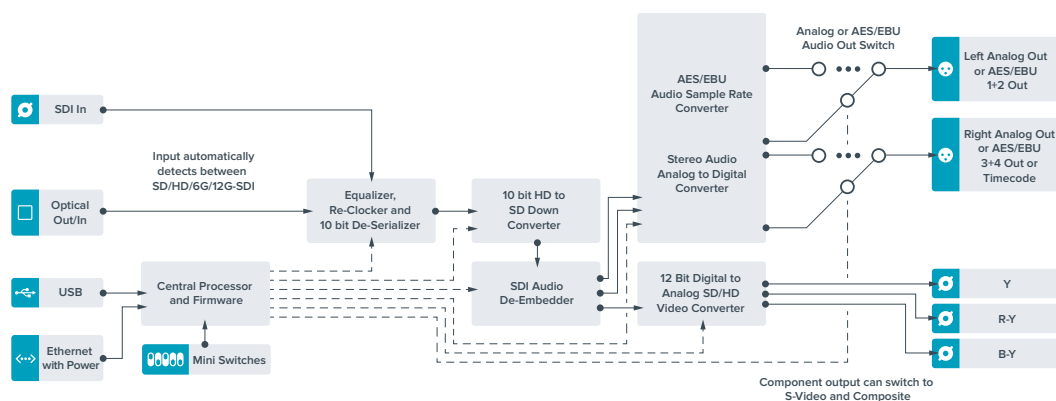 Analog or AES/EBU
Audio Out Switch
Left Analog Out
or AES/EBU
1+2 Out
AES/EBU
Audio Sample Rate
Converter
SDI In
Right Analog Out
or AES/EBU
3+4 Out or
Timecode
Input automatically
detects between
SD/HD/6G/12G-SDI
Stereo Audio
Analog to Digital
Converter
Optical
Out/In
Equalizer,
Re-Clocker and
10 bit De-Serializer
10 bit HD to
SD Down
Converter
USB
Central Processor
and Firmware
SDI Audio
De-Embedder
12 Bit Digital to
Analog SD/HD
Video Converter
Y
R-Y
Ethernet
with Power
Mini Switches
B-Y
Component output can switch to
S-Video and Composite